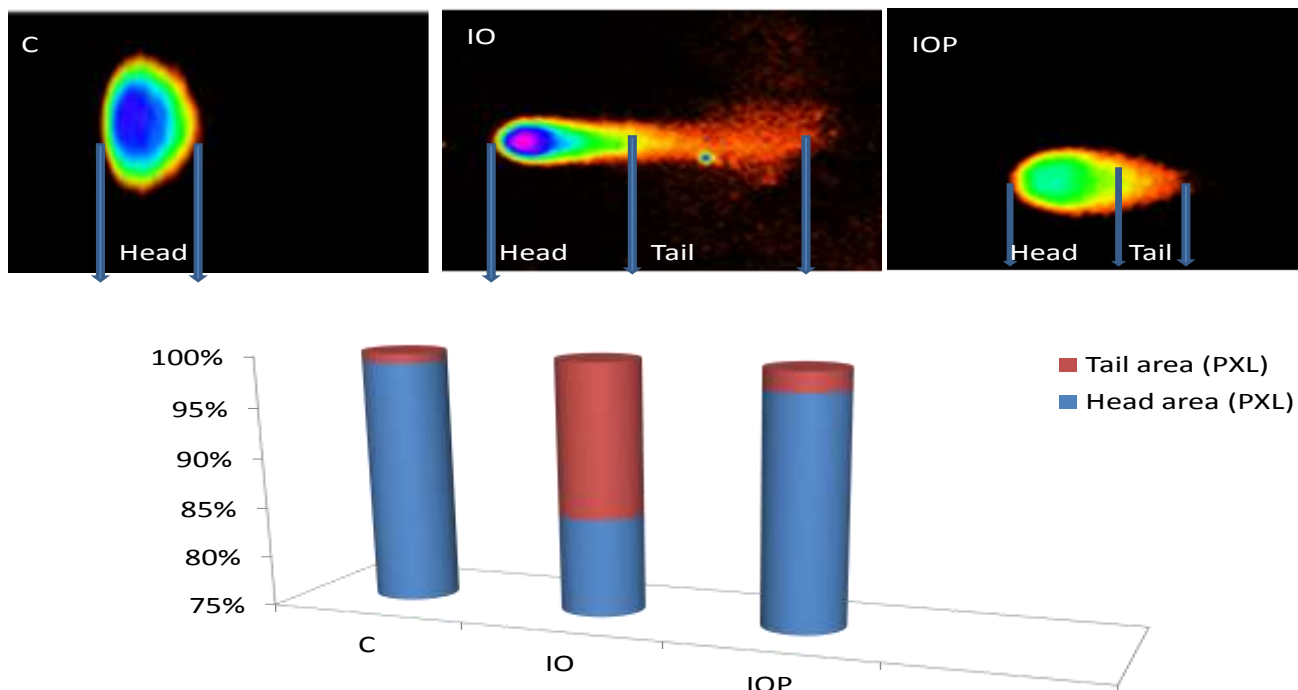 C
IO
IOP
Head
Head
Tail
Head
Tail
100%
95%
90%
85%
80%
75%
Tail area (PXL)
Head area (PXL)
C
IO
IOP